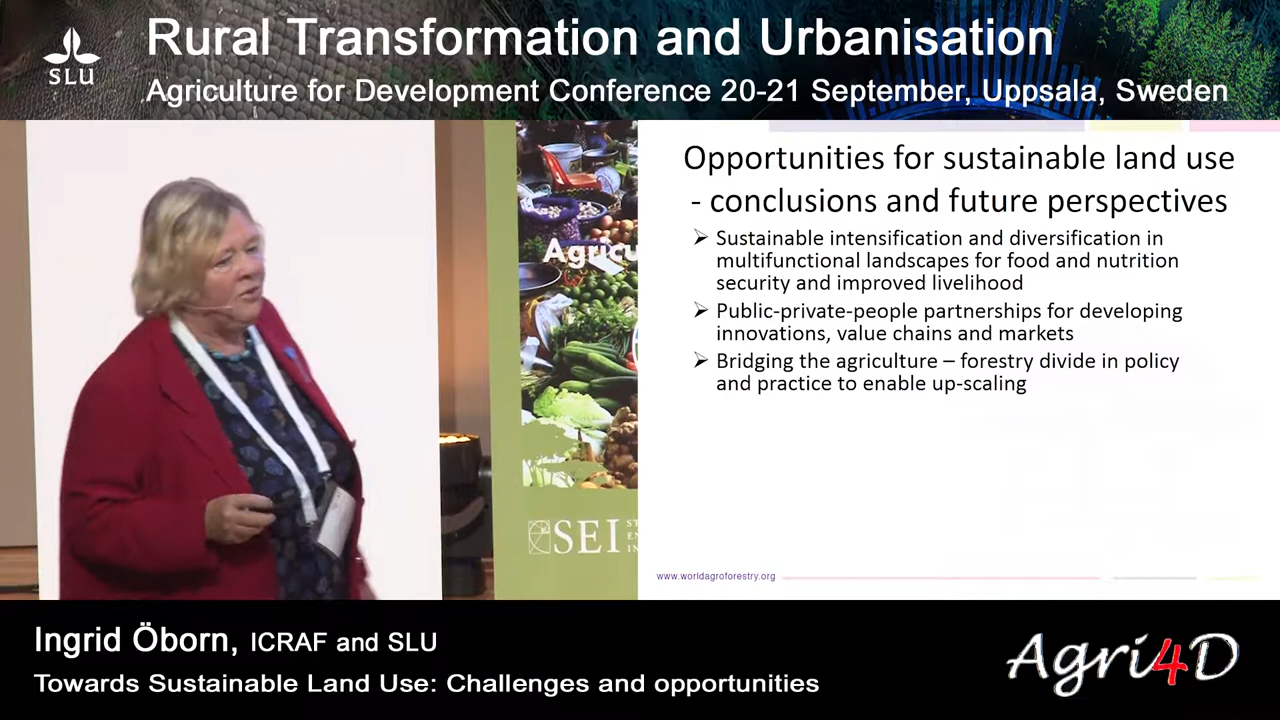 Rural Transformation and Urbanisation
SLU
Agriculture for Development Conference 20-21 September, Uppsala, Sweden
Agricu
SEI
Opportunities for sustainable land use
- conclusions and future perspectives
➢ Sustainable intensification and diversification in
multifunctional landscapes for food and nutrition
security and improved livelihood
➢ Public-private-people partnerships for developing
innovations, value chains and markets
➢ Bridging the agriculture – forestry divide in policy
and practice to enable up-scaling
www.worldagroforestry.org
Ingrid Öborn, ICRAF and SLU
Towards Sustainable Land Use: Challenges and opportunities
Agri4D